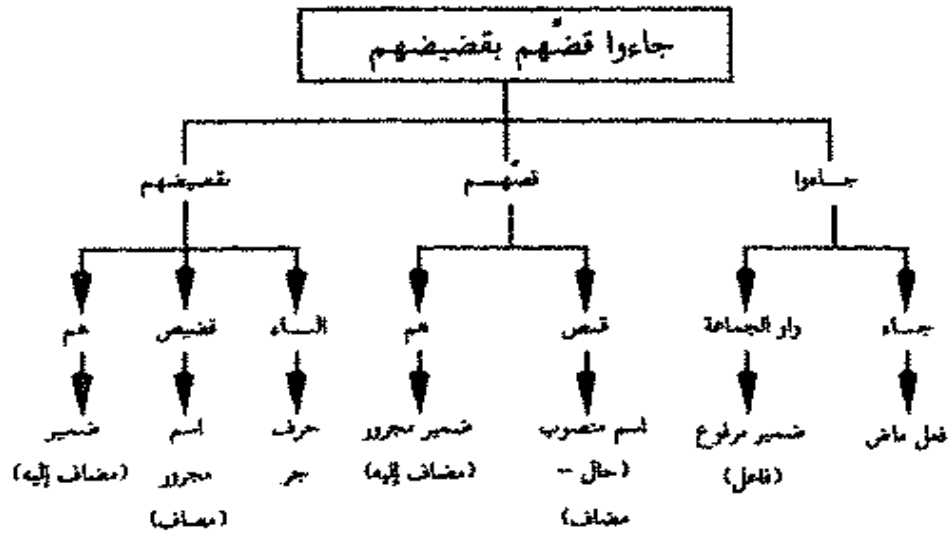 جاءوا قضّهم بقضيضهم
جاءوا قضّهم بقضيضهم
جاء واو الجماعة قض هم الباء قضيض هم
فعل ماض ضمير مرفوع اسم منصوب ضمير مجرور حرف اسم ضمير
(فاعل) (حال – (مضاف إليه) جر مجرور (مضاف إليه)
مضاف) (مضاف)